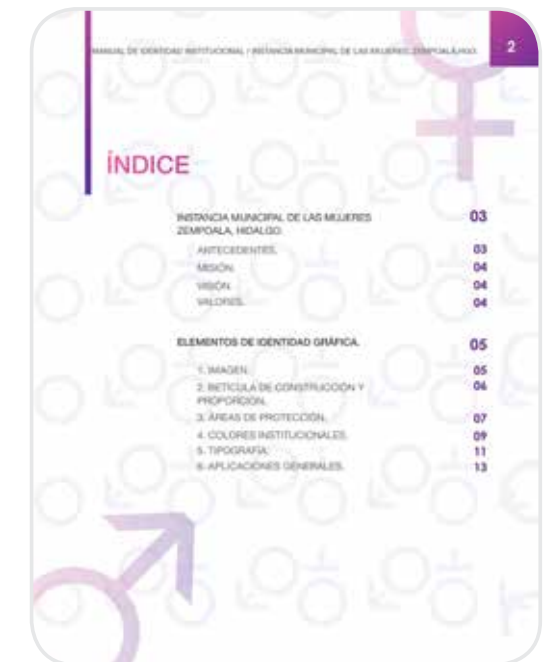 MANUAL DE IDENTIDAD INSTITUCIONAL / INSTANCIA MUNICIPAL DE LAS MUJERES, ZEMPOALA,HGO.
2
ÍNDICE
INSTANCIA MUNICIPAL DE LAS MUJERES 03
ZEMPOALA, HIDALGO.
ANTECEDENTES. 03
MISIÓN. 04
VISIÓN. 04
VALORES. 04
ELEMENTOS DE IDENTIDAD GRÁFICA. 05
1. IMAGEN. 05
2. RETÍCULA DE CONSTRUCCIÓN Y 06
PROPORCIÓN.
3. ÁREAS DE PROTECCIÓN. 07
4. COLORES INSTITUCIONALES. 09
5. TIPOGRAFÍA. 11
6. APLICACIONES GENERALES. 13